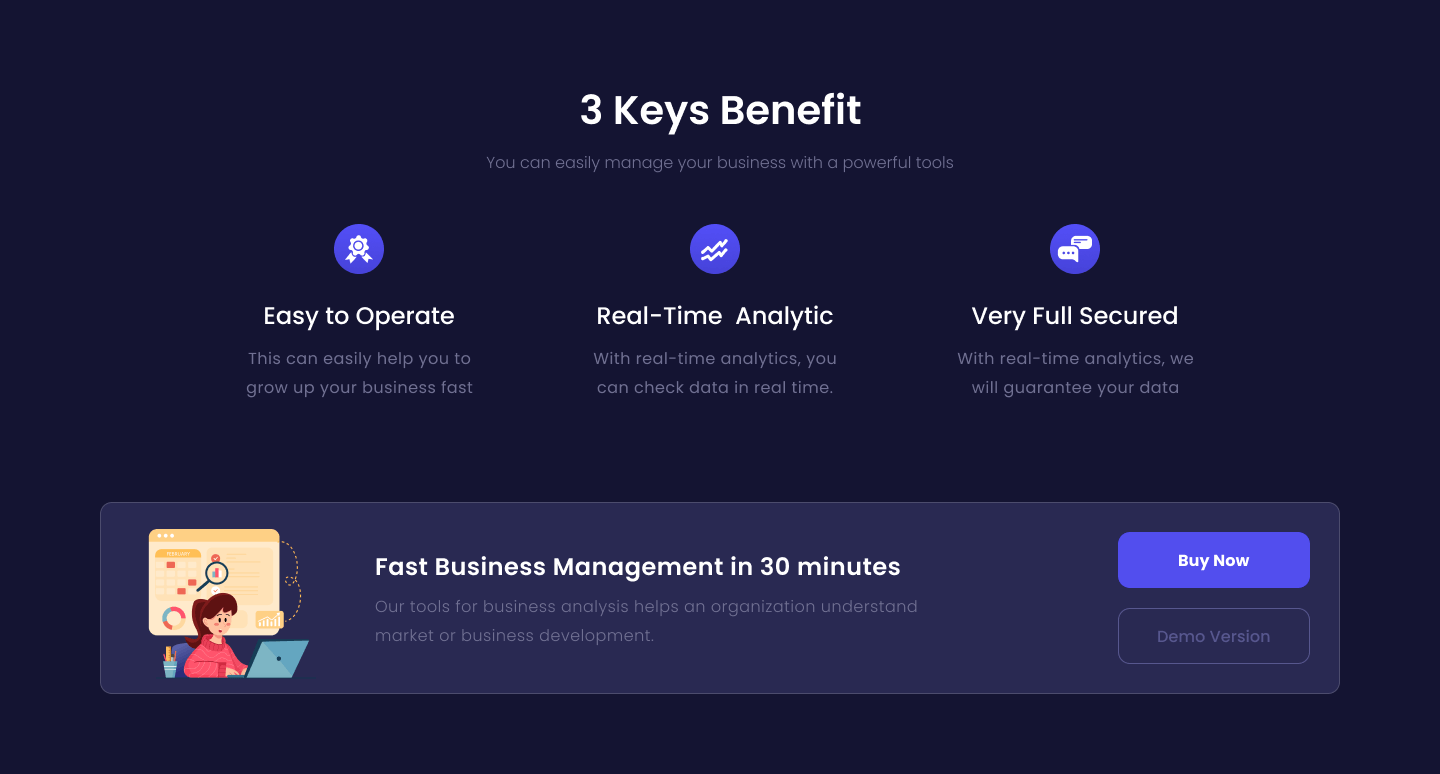 3 Keys Benefit
You can easily manage your business with a powerful tools
Easy to Operate
This can easily help you to
grow up your business fast
Real-Time  Analytic
With real-time analytics, you
can check data in real time.
Very Full Secured
With real-time analytics, we
will guarantee your data
FEBRUARY
Fast Business Management in 30 minutes
Our tools for business analysis helps an organization understand
market or business development.
Buy Now
Demo Version